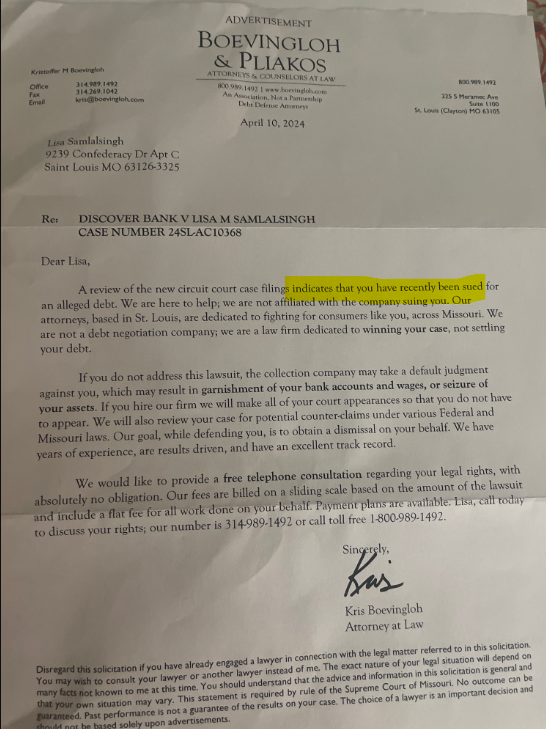 ADVERTISEMENT
BOEVINGLOH
& PLIAKOS
ATTORNEYS & COUNSELORS AT LAW
800.989.1492 | www.boevingloh.com
An Association, Not a Partnership
Debt Defense Attorneys
Kristoffer M Boevingloh
Office 314.989.1492
Fax 314.269.1042
Email kris@boevingloh.com
800.989.1492
225 S Meramec Ave
Suite 1100
St. Louis (Clayton) MO 63105
April 10, 2024
Lisa Samlalsingh
9239 Confederacy Dr Apt C
Saint Louis MO 63126-3325
Re: DISCOVER BANK V LISA M SAMLALSINGH
CASE NUMBER 24SL-AC10368
Dear Lisa,
A review of the new circuit court case filings indicates that you have recently been sued for
an alleged debt. We are here to help; we are not affiliated with the company suing you. Our
attorneys, based in St. Louis, are dedicated to fighting for consumers like you, across Missouri. We
are not a debt negotiation company; we are a law firm dedicated to winning your case, not settling
your debt.
If you do not address this lawsuit, the collection company may take a default judgment
against you, which may result in garnishment of your bank accounts and wages, or seizure of
your assets. If you hire our firm we will make all of your court appearances so that you do not have
to appear. We will also review your case for potential counter-claims under various Federal and
Missouri laws. Our goal, while defending you, is to obtain a dismissal on your behalf. We have
years of experience, are results driven, and have an excellent track record.
We would like to provide a free telephone consultation regarding your legal rights, with
absolutely no obligation. Our fees are billed on a sliding scale based on the amount of the lawsuit
and include a flat fee for all work done on your behalf. Payment plans are available. Lisa, call today
to discuss your rights; our number is 314-989-1492 or call toll free 1-800-989-1492.
Sincerely,
Kris
Kris Boevingloh
Attorney at Law
Disregard this solicitation if you have already engaged a lawyer in connection with the legal matter referred to in this solicitation.
You may wish to consult your lawyer or another lawyer instead of me. The exact nature of your legal situation will depend on
many facts not known to me at this time. You should understand that the advice and information in this solicitation is general and
that your own situation may vary. This statement is required by rule of the Supreme Court of Missouri. No outcome can be
guaranteed. Past performance is not a guarantee of the results on your case. The choice of a lawyer is an important decision and
should not be based solely upon advertisements.